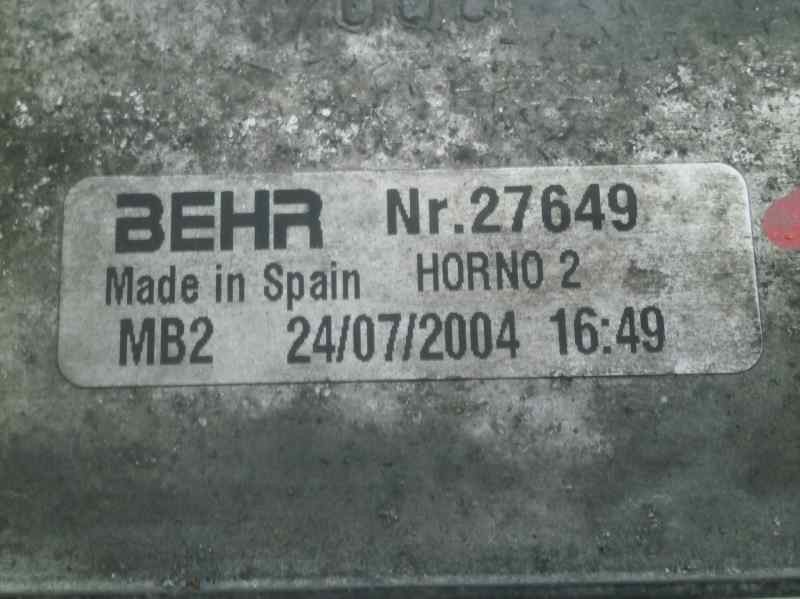 BEHR Nr.27649
Made in Spain HORNO 2
MB2 24/07/2004 16:49